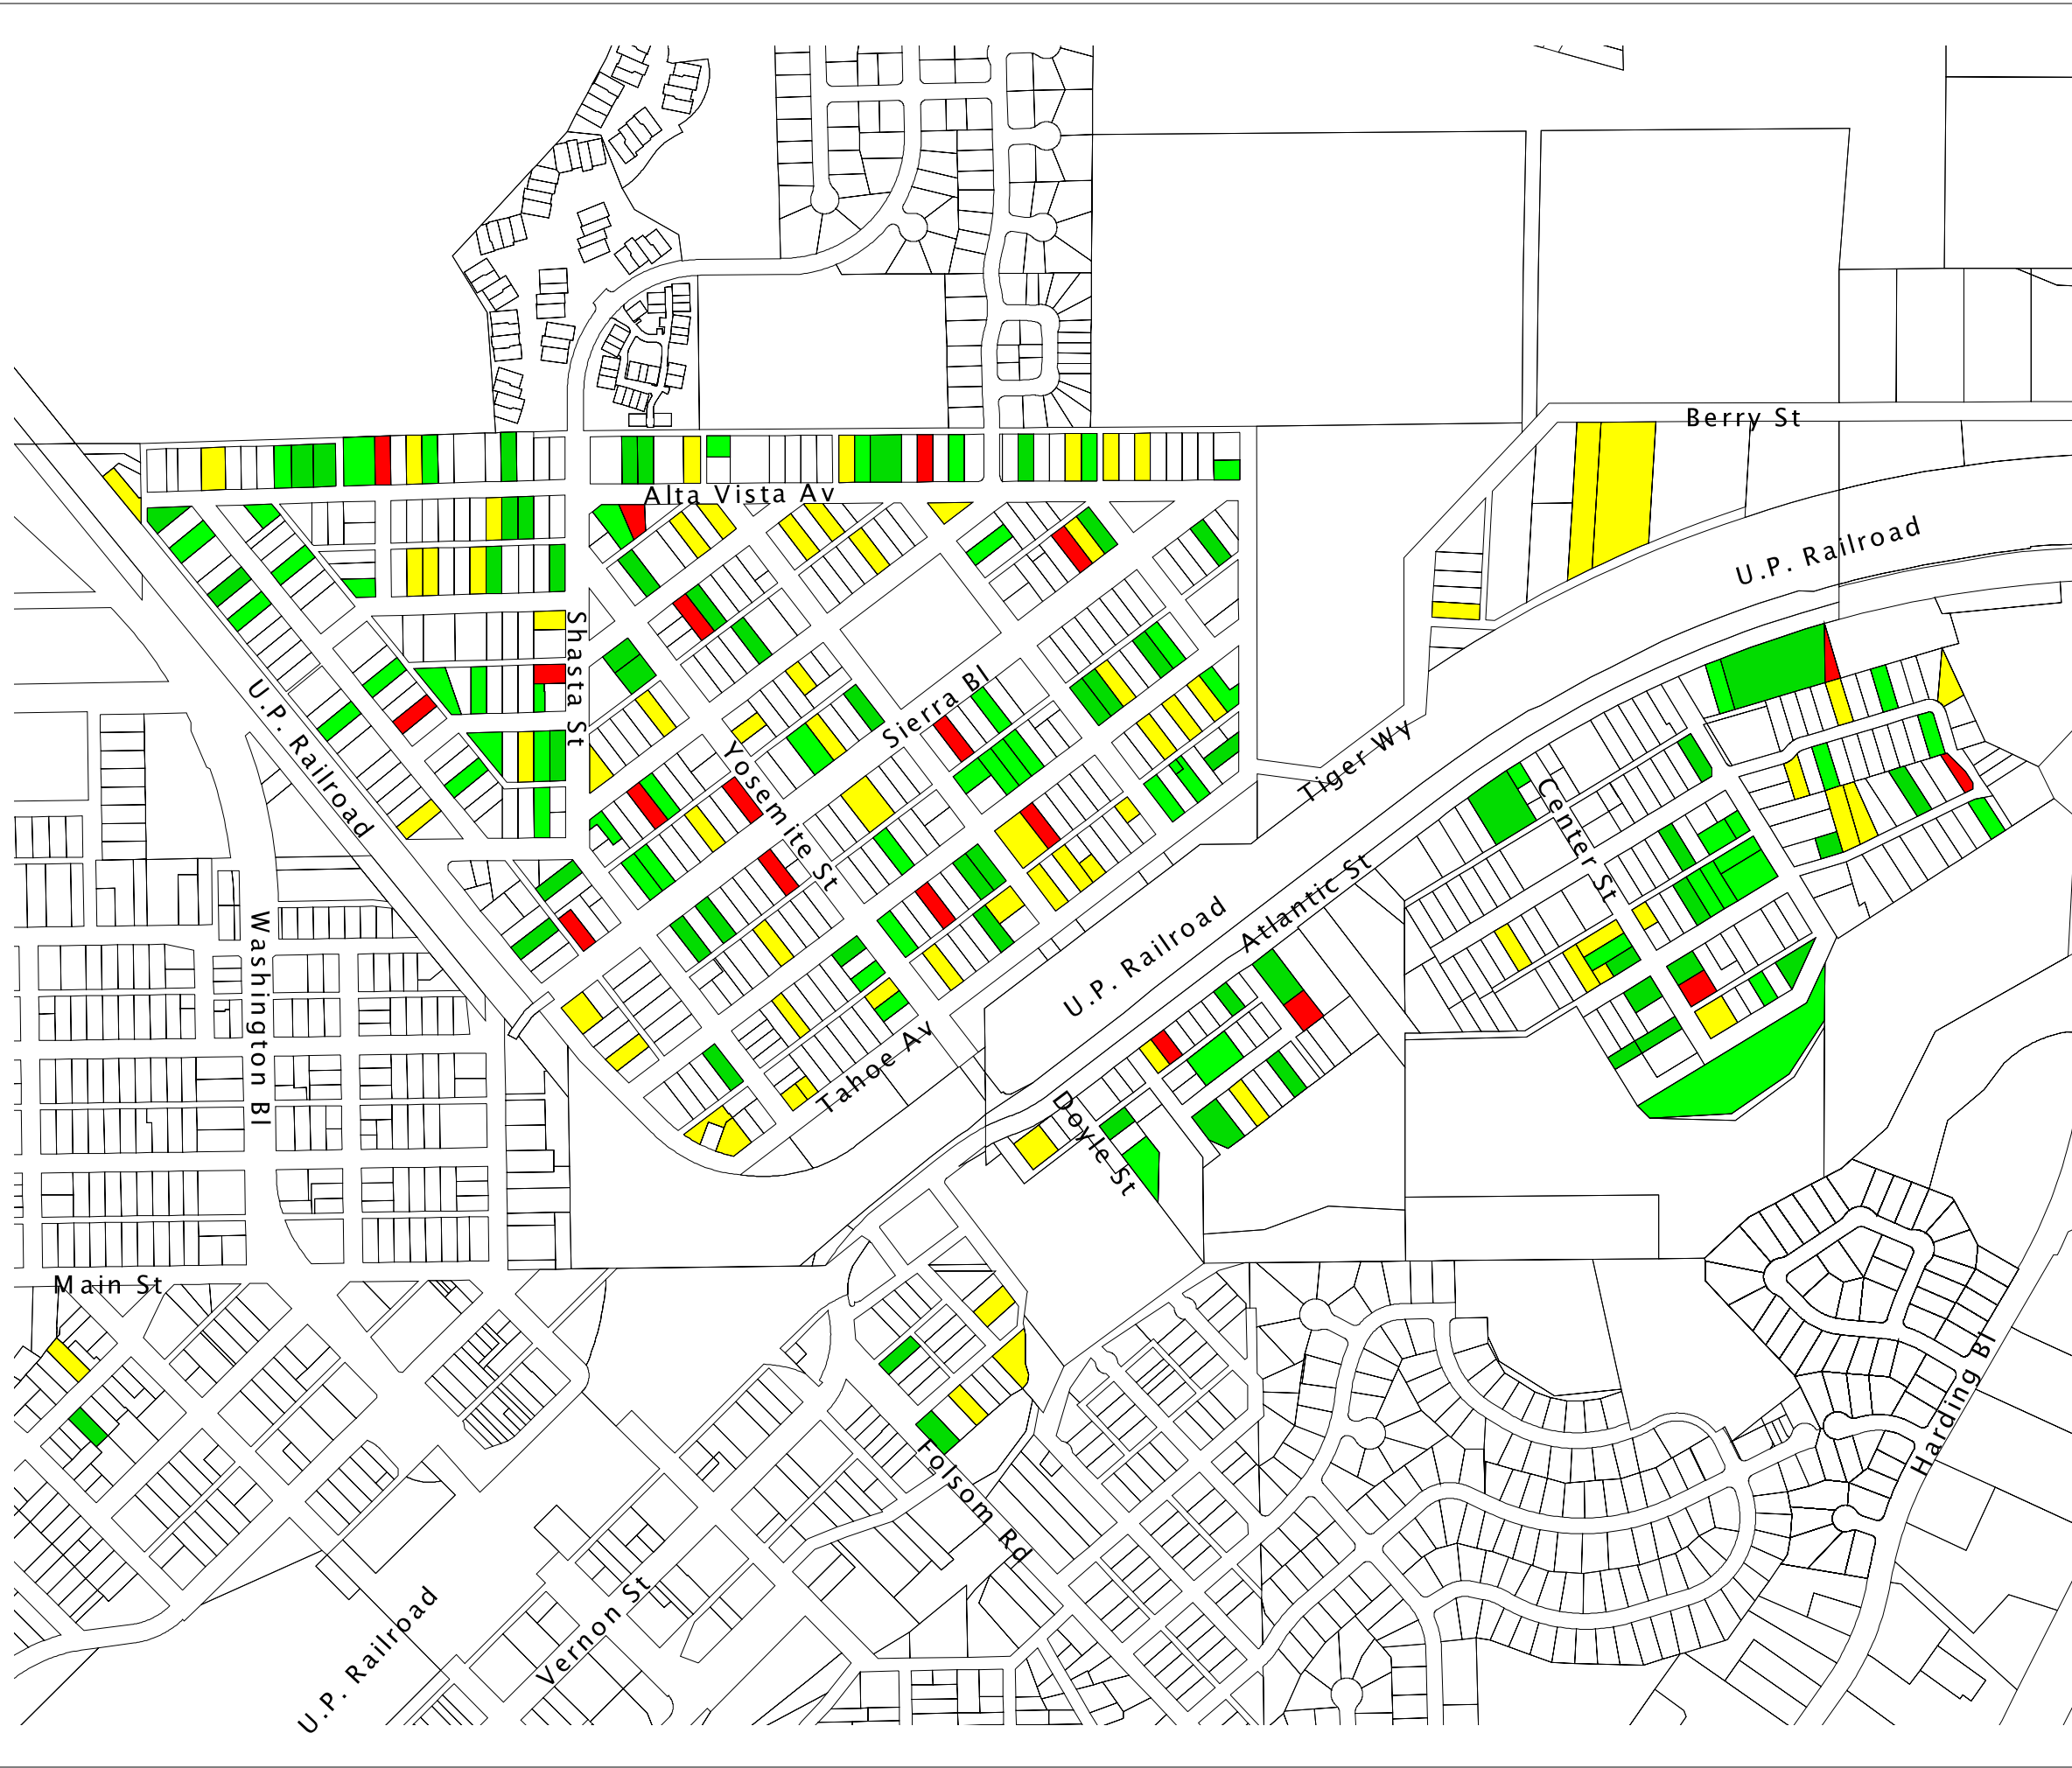 Berry St
Alta Vista Av
U.P. Railroad
Shasta St
U.P. Railroad
Sierra Bl
Yosemite St
Tiger Wy
Center St
Atlantic St
U.P. Railroad
Washington Bl
Tahoe Av
Doyle St
Main St
Harding Bl
Folsom Rd
Vernon St
U.P. Railroad